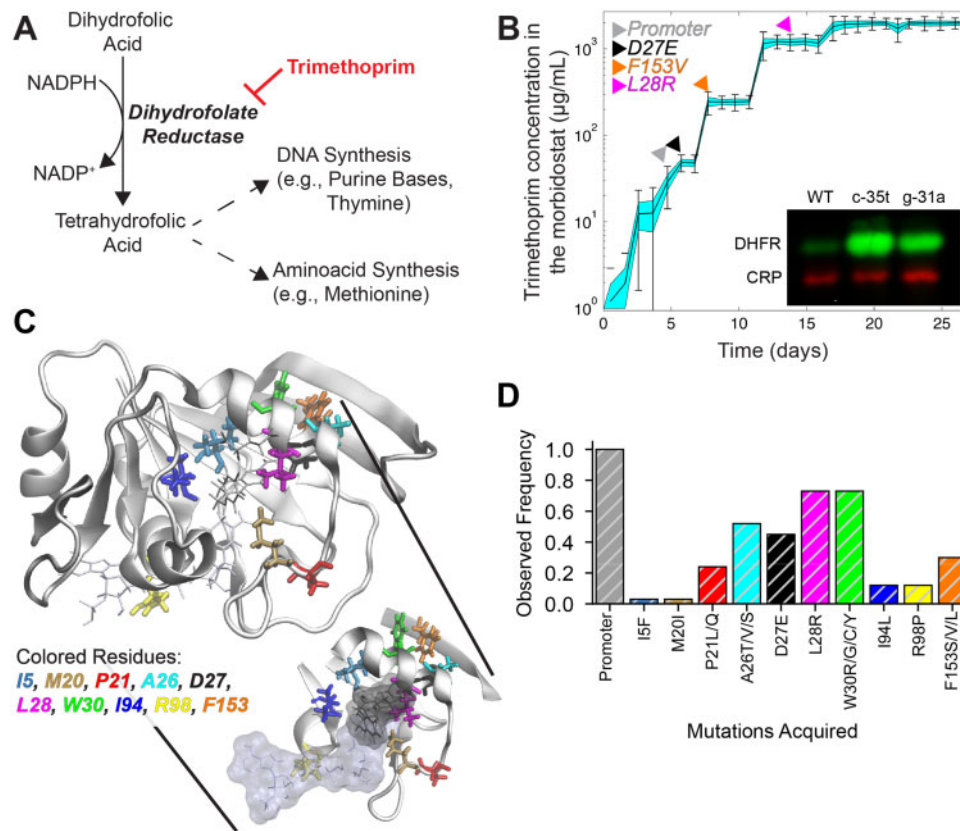 A
Dihydrofolic
Acid
NADPH
Trimethoprim
Dihydrofolate
Reductase
NADP⁺
DNA Synthesis
(e.g., Purine Bases,
Thymine)
Tetrahydrofolic
Acid
Aminoacid Synthesis
(e.g., Methionine)
B
Trimethoprim concentration in
the morbidostat (µg/mL)
10³
10²
10¹
10⁰
Promoter
D27E
F153V
L28R
WT c-35t g-31a
DHFR
CRP
0 5 10 15 20 25
Time (days)
C
Colored Residues:
I5, M20, P21, A26, D27,
L28, W30, I94, R98, F153
D
Observed Frequency
1.0
0.8
0.6
0.4
0.2
0.0
Promoter
I5F
M20I
P21L/Q
A26T/V/S
D27E
L28R
W30R/G/C/Y
I94L
R98P
F153S/V/L
Mutations Acquired